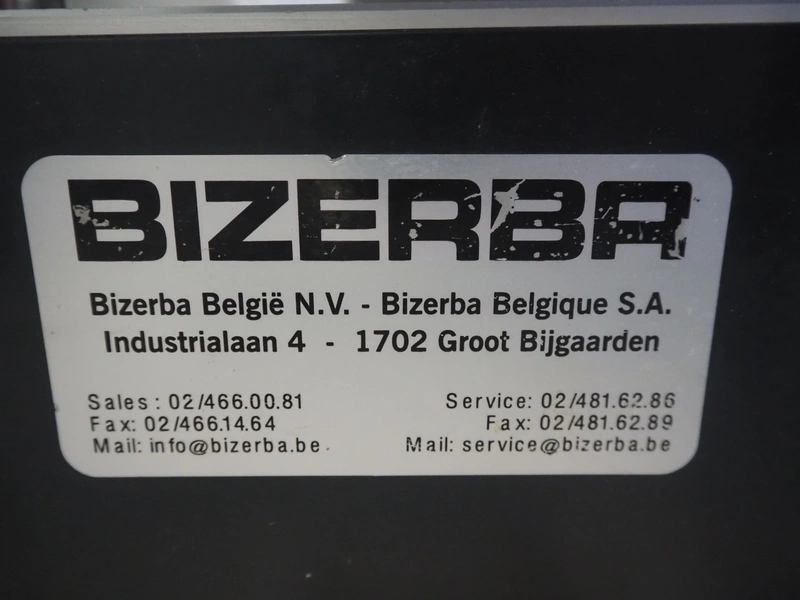 BIZERBA
Bizerba België N.V. - Bizerba Belgique S.A.
Industrialaan 4 - 1702 Groot Bijgaarden
Sales: 02/466.00.81 Service: 02/481.62.86
Fax: 02/466.14.64 Fax: 02/481.62.89
Mail: info@bizerba.be Mail: service@bizerba.be